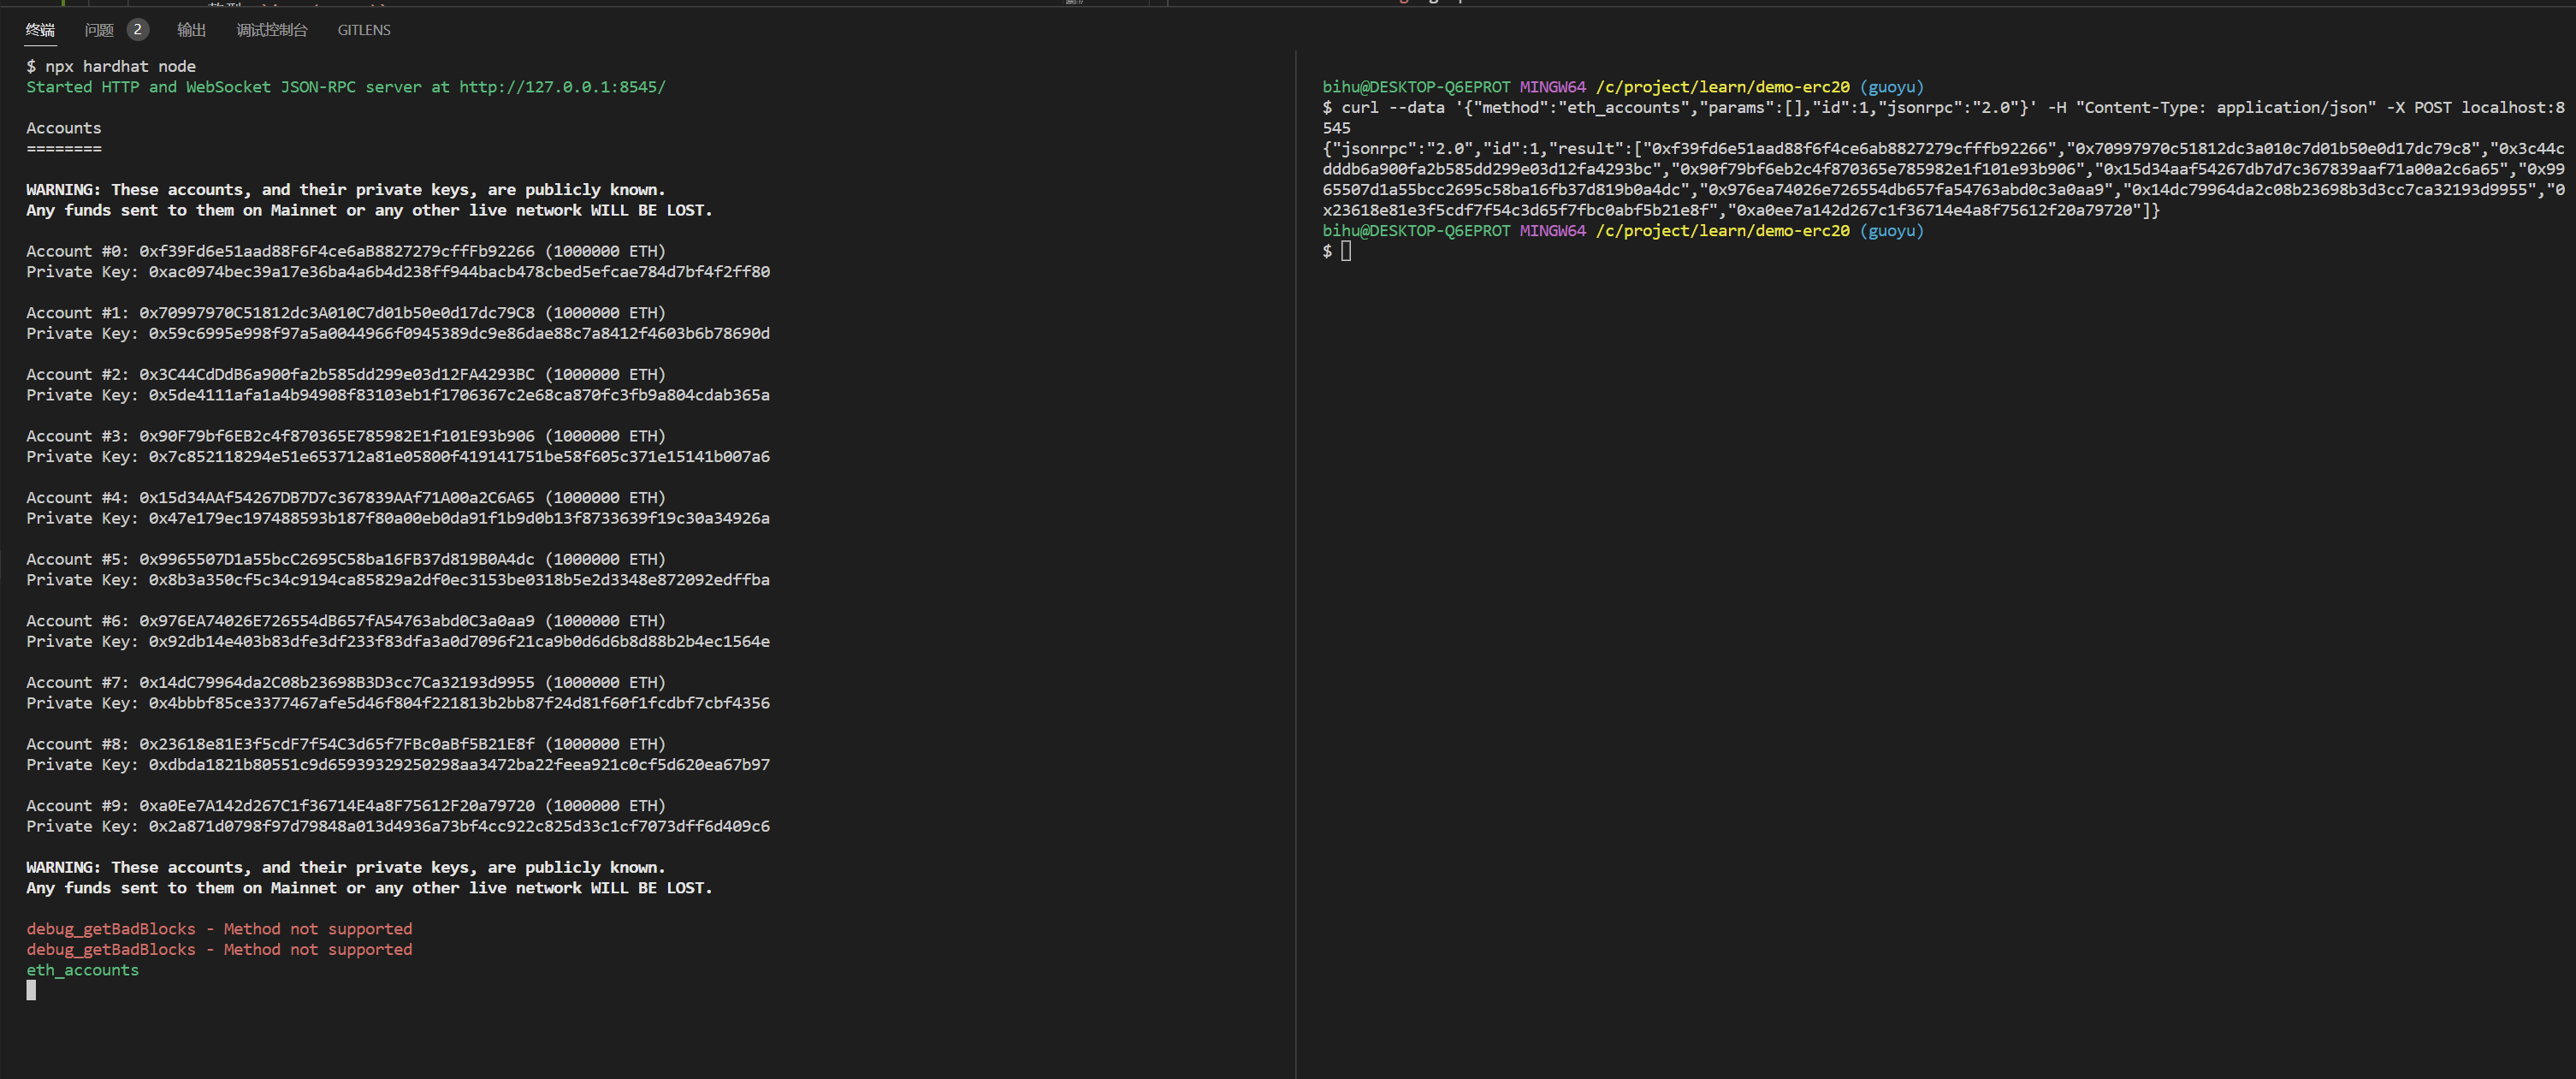 终端 问题 2 输出 调试控制台 GITLENS
$ npx hardhat node
Started HTTP and WebSocket JSON-RPC server at http://127.0.0.1:8545/
Accounts
========
WARNING: These accounts, and their private keys, are publicly known.
Any funds sent to them on Mainnet or any other live network WILL BE LOST.
Account #0: 0xf39Fd6e51aad88F6F4ce6aB8827279cffFb92266 (1000000 ETH)
Private Key: 0xac0974bec39a17e36ba4a6b4d238ff944bacb478cbed5efcae784d7bf4f2ff80
Account #1: 0x70997970C51812dc3A010C7d01b50e0d17dc79C8 (1000000 ETH)
Private Key: 0x59c6995e998f97a5a0044966f0945389dc9e86dae88c7a8412f4603b6b78690d
Account #2: 0x3C44CdDdB6a900fa2b585dd299e03d12FA4293BC (1000000 ETH)
Private Key: 0x5de4111afa1a4b94908f83103eb1f1706367c2e68ca870fc3fb9a804cdab365a
Account #3: 0x90F79bf6EB2c4f870365E785982E1f101E93b906 (1000000 ETH)
Private Key: 0x7c852118294e51e653712a81e05800f419141751be58f605c371e15141b007a6
Account #4: 0x15d34AAf54267DB7D7c367839AAf71A00a2C6A65 (1000000 ETH)
Private Key: 0x47e179ec197488593b187f80a00eb0da91f1b9d0b13f8733639f19c30a34926a
Account #5: 0x9965507D1a55bcC2695C58ba16FB37d819B0A4dc (1000000 ETH)
Private Key: 0x8b3a350cf5c34c9194ca85829a2df0ec3153be0318b5e2d3348e872092edffba
Account #6: 0x976EA74026E726554dB657fA54763abd0C3a0aa9 (1000000 ETH)
Private Key: 0x92db14e403b83dfe3df233f83dfa3a0d7096f21ca9b0d6d6b8d88b2b4ec1564e
Account #7: 0x14dC79964da2C08b23698B3D3cc7Ca32193d9955 (1000000 ETH)
Private Key: 0x4bbbf85ce3377467afe5d46f804f221813b2bb87f24d81f60f1fcdbf7cbf4356
Account #8: 0x23618e81E3f5cdF7f54C3d65f7FBc0aBf5B21E8f (1000000 ETH)
Private Key: 0xdbda1821b80551c9d65939329250298aa3472ba22feea921c0cf5d620ea67b97
Account #9: 0xa0Ee7A142d267C1f36714E4a8F75612F20a79720 (1000000 ETH)
Private Key: 0x2a871d0798f97d79848a013d4936a73bf4cc922c825d33c1cf7073dff6d409c6
WARNING: These accounts, and their private keys, are publicly known.
Any funds sent to them on Mainnet or any other live network WILL BE LOST.
debug_getBadBlocks - Method not supported
debug_getBadBlocks - Method not supported
eth_accounts
bihu@DESKTOP-Q6EPROT MINGW64 /c/project/learn/demo-erc20 (guoyu)
$ curl --data '{"method":"eth_accounts","params":[],"id":1,"jsonrpc":"2.0"}' -H "Content-Type: application/json" -X POST localhost:8
545
{"jsonrpc":"2.0","id":1,"result":["0xf39fd6e51aad88f6f4ce6ab8827279cfffb92266","0x70997970c51812dc3a010c7d01b50e0d17dc79c8","0x3c44c
dddb6a900fa2b585dd299e03d12fa4293bc","0x90f79bf6eb2c4f870365e785982e1f101e93b906","0x15d34aaf54267db7d7c367839aaf71a00a2c6a65","0x99
65507d1a55bcc2695c58ba16fb37d819b0a4dc","0x976ea74026e726554db657fa54763abd0c3a0aa9","0x14dc79964da2c08b23698b3d3cc7ca32193d9955","0
x23618e81e3f5cdf7f54c3d65f7fbc0abf5b21e8f","0xa0ee7a142d267c1f36714e4a8f75612f20a79720"]}
bihu@DESKTOP-Q6EPROT MINGW64 /c/project/learn/demo-erc20 (guoyu)
$